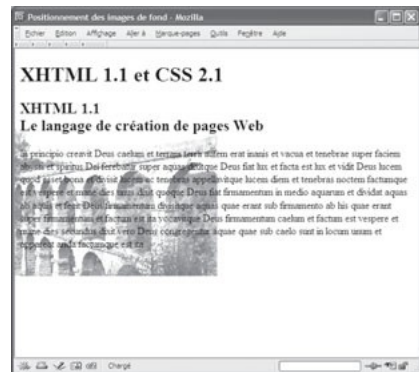 Positionnement des images de fond - Mozilla
Fichier Edition Affichage Aller à Marque-pages Outils Fenêtre Aide
XHTML 1.1 et CSS 2.1
XHTML 1.1
Le langage de création de pages Web
In principio creavit Deus caelum et terram terra autem erat inanis et vacua et tenebrae super faciem
abyssi et spiritus Dei ferebatur super aquas dixitque Deus fiat lux et facta est lux et vidit Deus lucem
quod esset bona et divisit lucem ac tenebras appellavitque lucem diem et tenebras noctem factumque
est vespere et mane dies unus dixit quoque Deus fiat firmamentum in medio aquarum et dividat aquas
ab aquis et fecit Deus firmamentum divisitque aquas quae erant sub firmamento ab his quae erant
super firmamentum et factum est ita vocavitque Deus firmamentum caelum et factum est vespere et
mane dies secundus dixit vero Deus congregentur aquae quae sub caelo sunt in locum unum et
appareat arida factumque est ita
Chargé